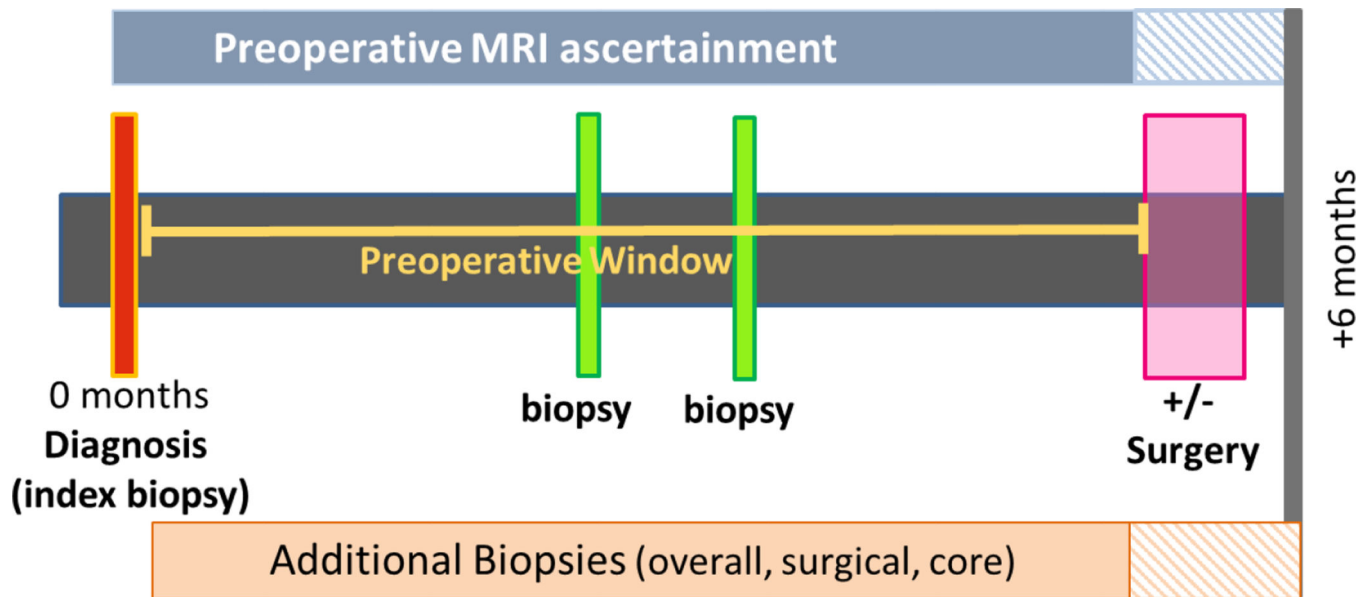 Preoperative MRI ascertainment
Preoperative Window
+6 months
0 months
Diagnosis
(index biopsy)
biopsy
biopsy
+/-
Surgery
Additional Biopsies (overall, surgical, core)